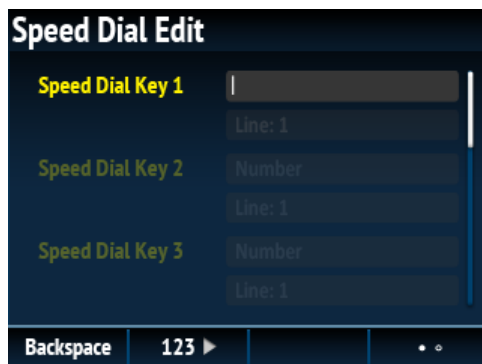 Speed Dial Edit
Speed Dial Key 1
Line: 1
Speed Dial Key 2 Number
Line: 1
Speed Dial Key 3 Number
Line: 1
Backspace 123